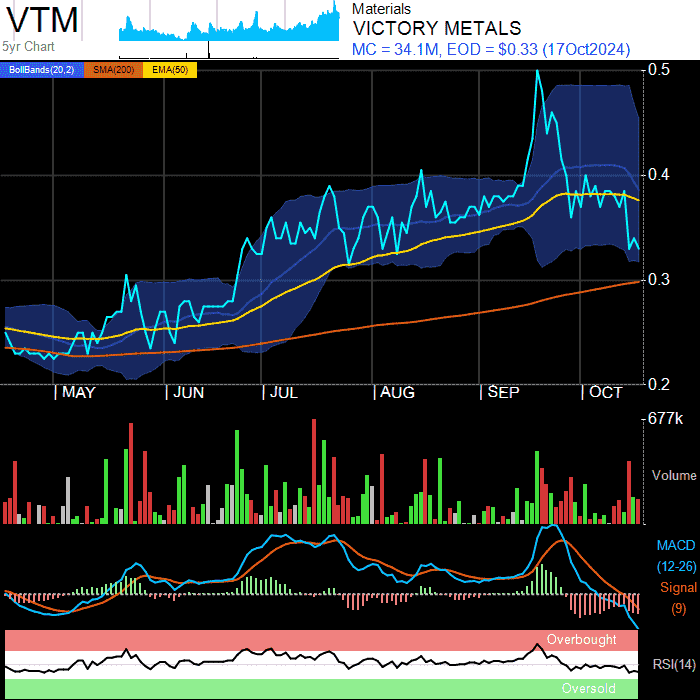 VTM
5yr Chart
Materials
VICTORY METALS
MC = 34.1M, EOD = $0.33 (17Oct2024)
BollBands(20,2) SMA(200) EMA(50)
0.5
0.4
0.3
0.2
MAY JUN JUL AUG SEP OCT
677k
Volume
MACD
(12-26)
Signal
(9)
Overbought
RSI(14)
Oversold